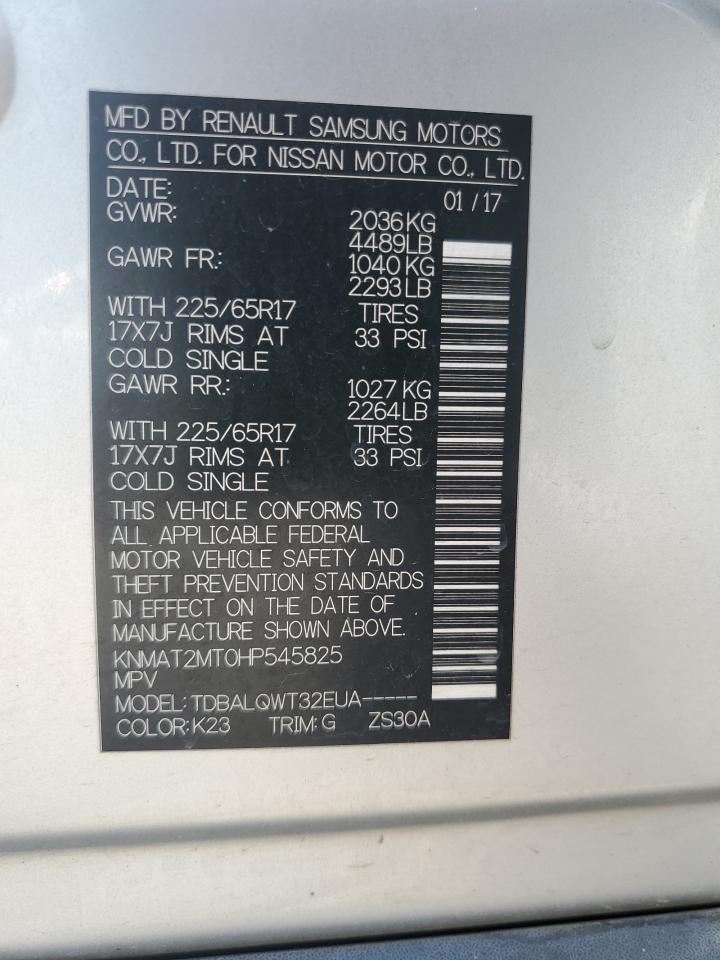 MFD BY RENAULT SAMSUNG MOTORS
CO., LTD. FOR NISSAN MOTOR CO., LTD.
DATE: 01 / 17
GVWR: 2036 KG
4489LB
GAWR FR.: 1040 KG
2293 LB
WITH 225/65R17 TIRES
17X7J RIMS AT 33 PSI
COLD SINGLE
GAWR RR.: 1027 KG
2264LB
WITH 225/65R17 TIRES
17X7J RIMS AT 33 PSI
COLD SINGLE
THIS VEHICLE CONFORMS TO
ALL APPLICABLE FEDERAL
MOTOR VEHICLE SAFETY AND
THEFT PREVENTION STANDARDS
IN EFFECT ON THE DATE OF
MANUFACTURE SHOWN ABOVE.
KNMAT2MT0HP545825
MPV
MODEL: TDBALQWT32EUA-----
COLOR: K23 TRIM: G ZS30A